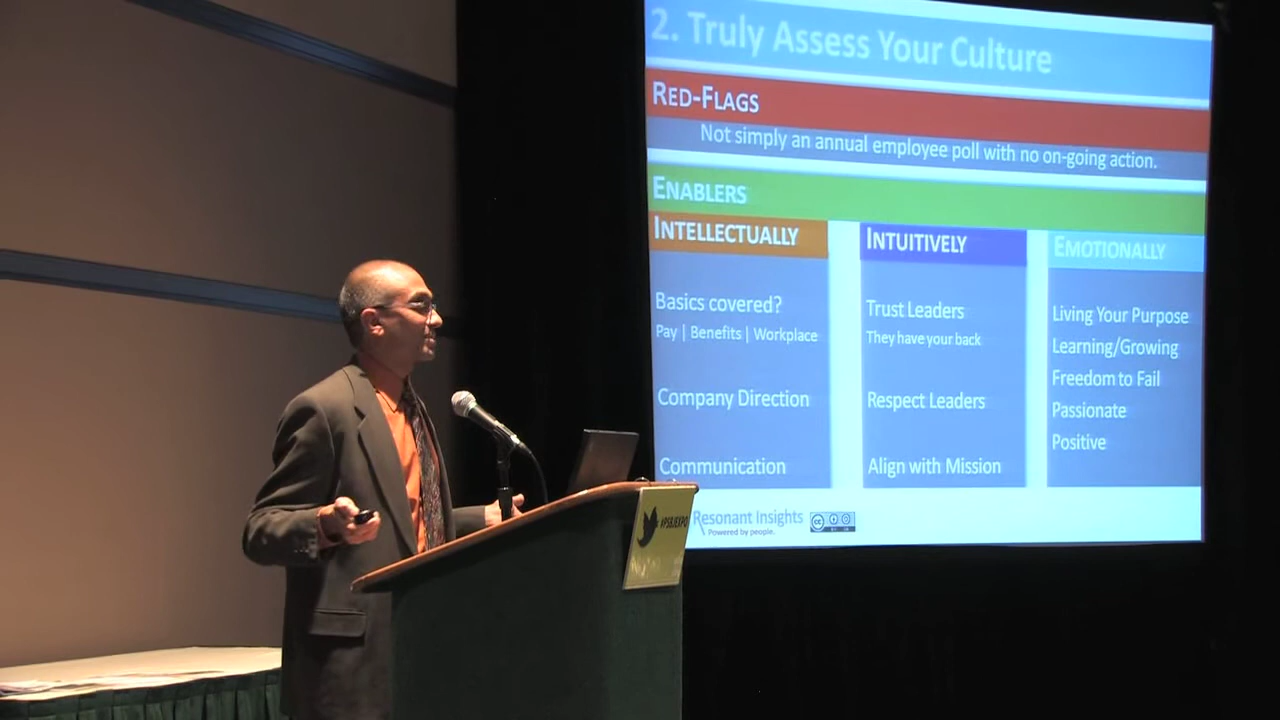 2. Truly Assess Your Culture
RED-FLAGS
Not simply an annual employee poll with no on-going action.
ENABLERS
INTELLECTUALLY
Basics covered?
Pay | Benefits | Workplace
Company Direction
Communication
INTUITIVELY
Trust Leaders
They have your back
Respect Leaders
Align with Mission
EMOTIONALLY
Living Your Purpose
Learning/Growing
Freedom to Fail
Passionate
Positive
#PSBJEXPO
Resonant Insights
Powered by people.
cc